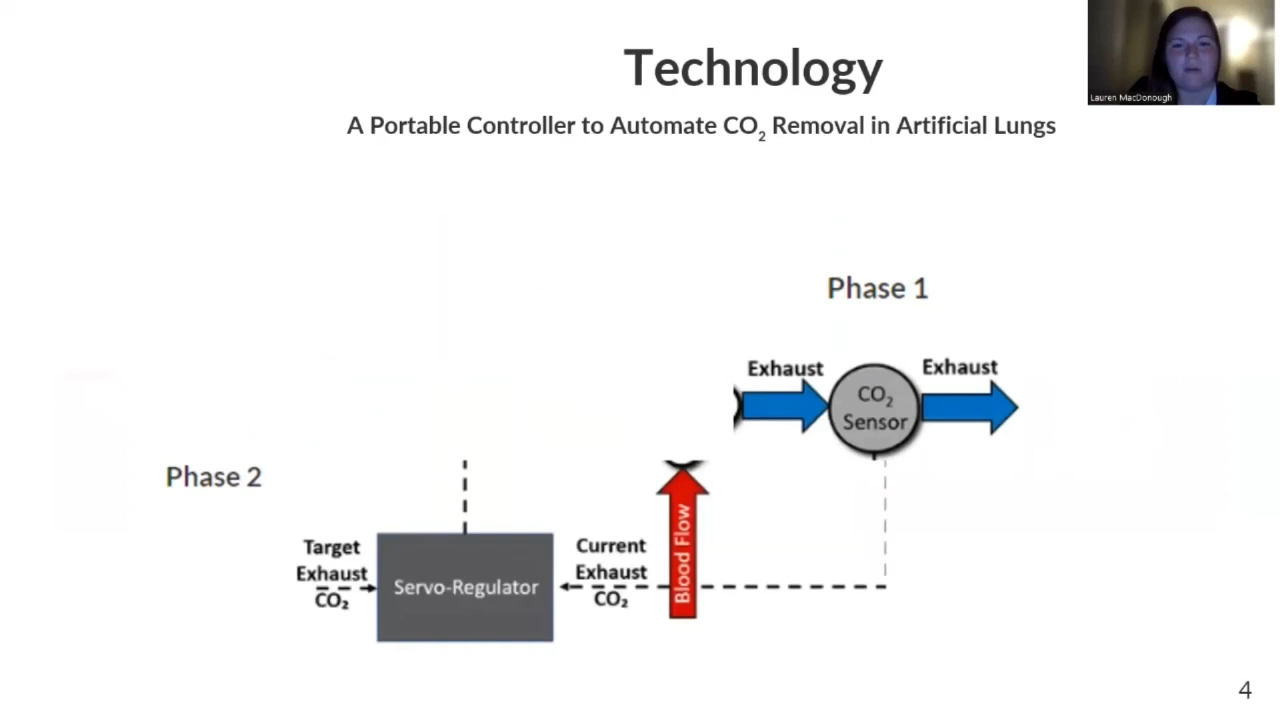 Technology
A Portable Controller to Automate CO₂ Removal in Artificial Lungs
Lauren MacDonough
Phase 1
Exhaust
Exhaust
CO₂
Sensor
Phase 2
Target
Exhaust
CO₂
Servo-Regulator
Current
Exhaust
CO₂
Blood Flow
4